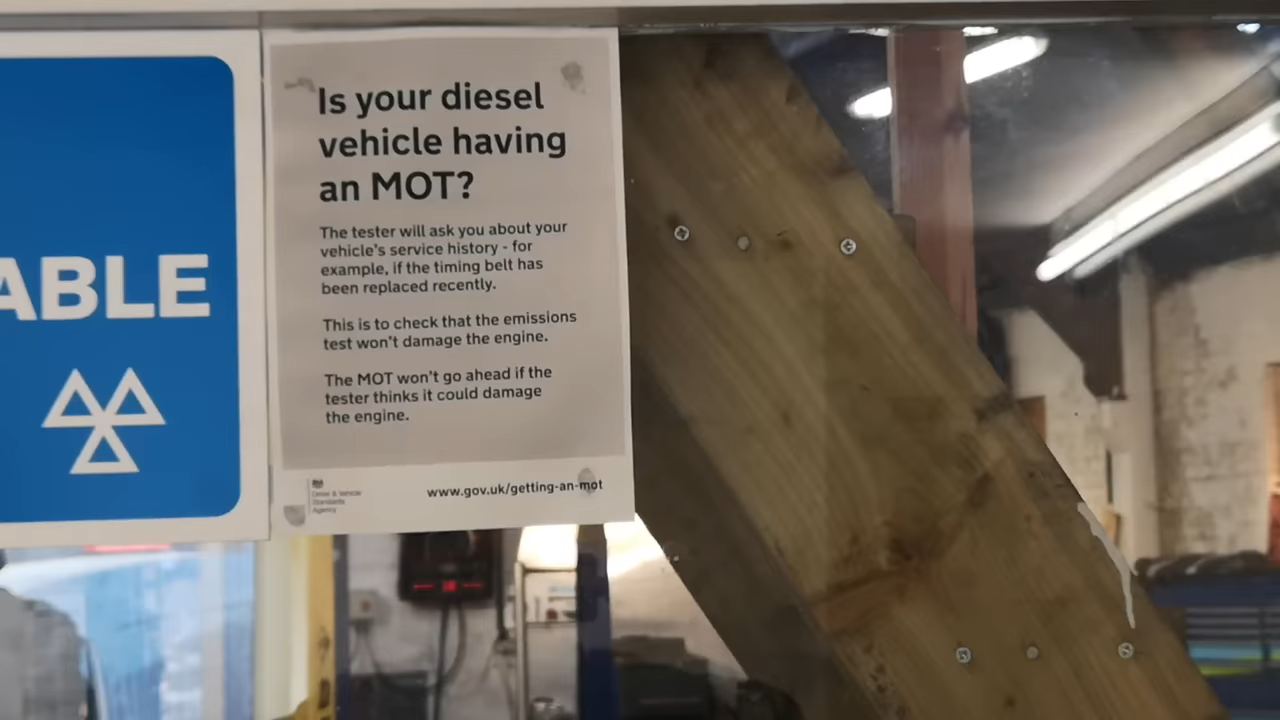 ABLE
Is your diesel
vehicle having
an MOT?
The tester will ask you about your
vehicle's service history - for
example, if the timing belt has
been replaced recently.
This is to check that the emissions
test won't damage the engine.
The MOT won't go ahead if the
tester thinks it could damage
the engine.
Driver & Vehicle
Standards
Agency
www.gov.uk/getting-an-mot